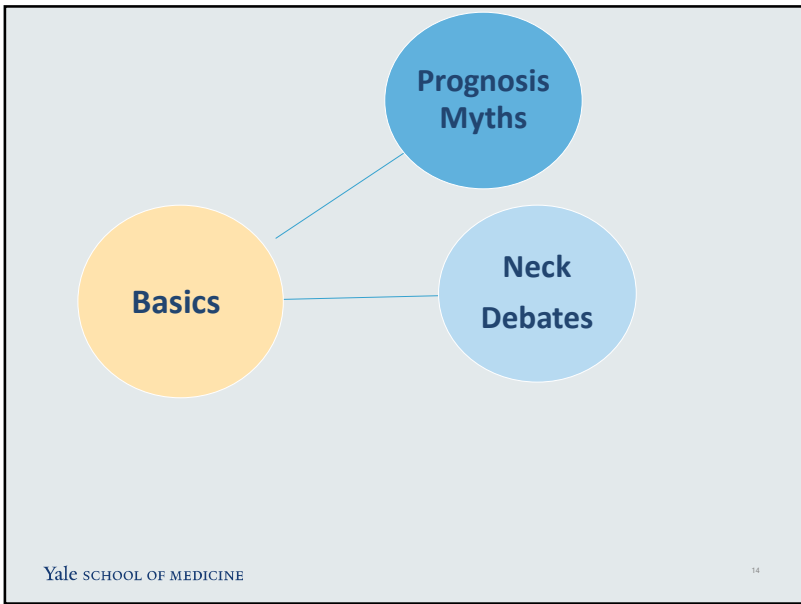 Prognosis
Myths
Basics
Neck
Debates
Yale SCHOOL OF MEDICINE
14